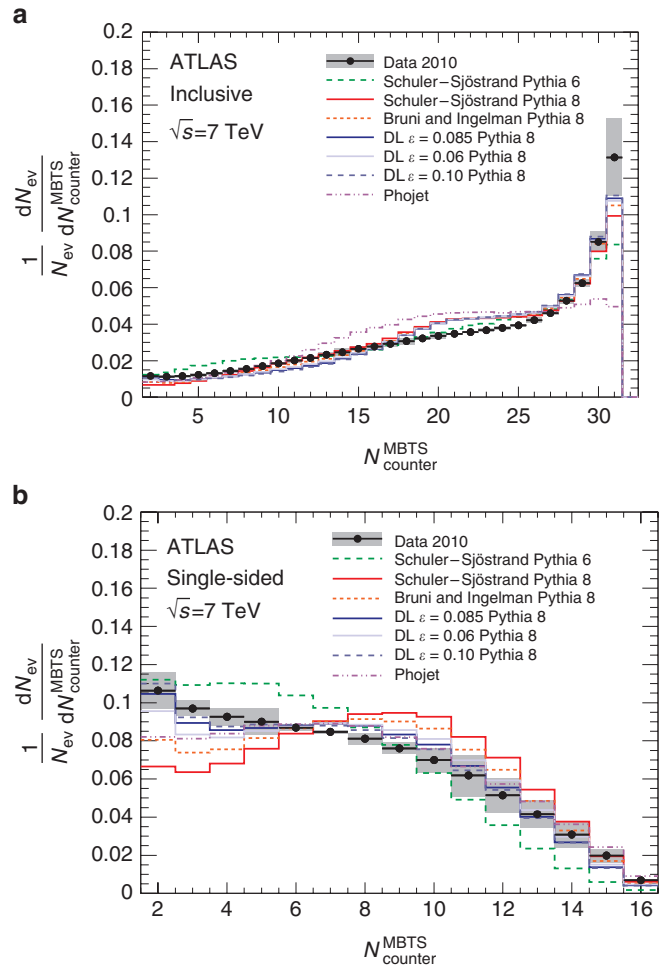 a
0.2
0.18
0.16
0.14
0.12
0.1
0.08
0.06
0.04
0.02
0
1/N_ev dN_ev/dN_counter^MBTS
ATLAS
Inclusive
√s=7 TeV
Data 2010
Schuler–Sjöstrand Pythia 6
Schuler–Sjöstrand Pythia 8
Bruni and Ingelman Pythia 8
DL ε = 0.085 Pythia 8
DL ε = 0.06 Pythia 8
DL ε = 0.10 Pythia 8
Phojet
5 10 15 20 25 30
N_counter^MBTS
b
0.2
0.18
0.16
0.14
0.12
0.1
0.08
0.06
0.04
0.02
0
1/N_ev dN_ev/dN_counter^MBTS
ATLAS
Single-sided
√s=7 TeV
Data 2010
Schuler–Sjöstrand Pythia 6
Schuler–Sjöstrand Pythia 8
Bruni and Ingelman Pythia 8
DL ε = 0.085 Pythia 8
DL ε = 0.06 Pythia 8
DL ε = 0.10 Pythia 8
Phojet
2 4 6 8 10 12 14 16
N_counter^MBTS